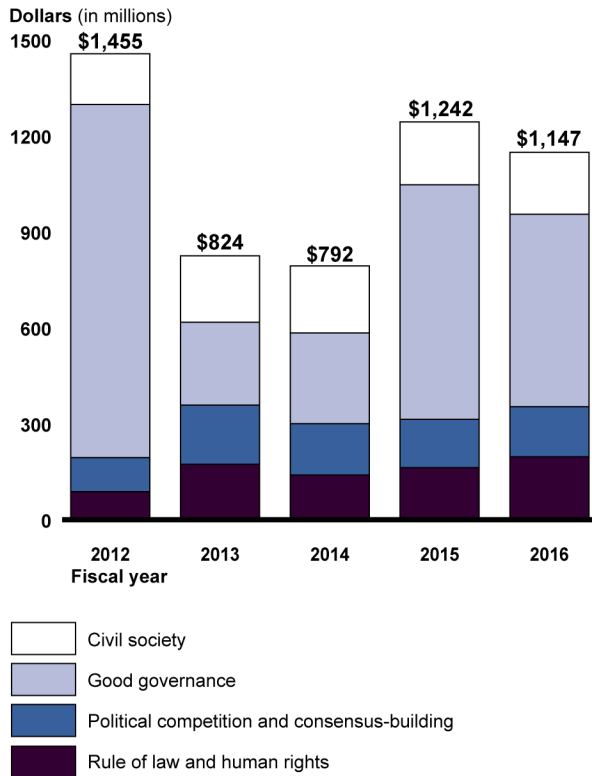 Dollars (in millions)
1500
$1,455
1200
$1,242
$1,147
900
$824
$792
600
300
0
2012
2013
2014
2015
2016
Fiscal year
Civil society
Good governance
Political competition and consensus-building
Rule of law and human rights